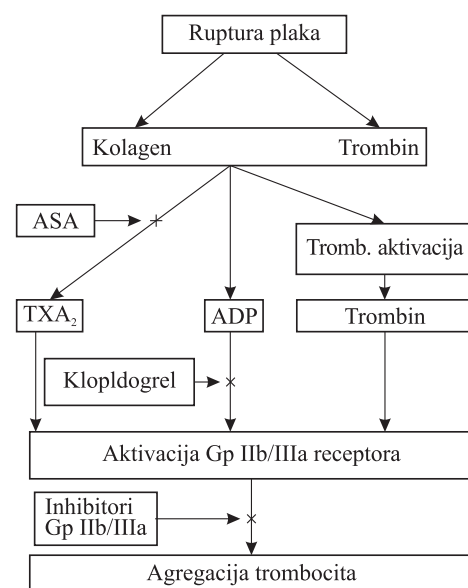 Ruptura plaka
Kolagen Trombin
ASA
Tromb. aktivacija
TXA₂
ADP
Trombin
Klopldogrel
Aktivacija Gp IIb/IIIa receptora
Inhibitori
Gp IIb/IIIa
Agregacija trombocita